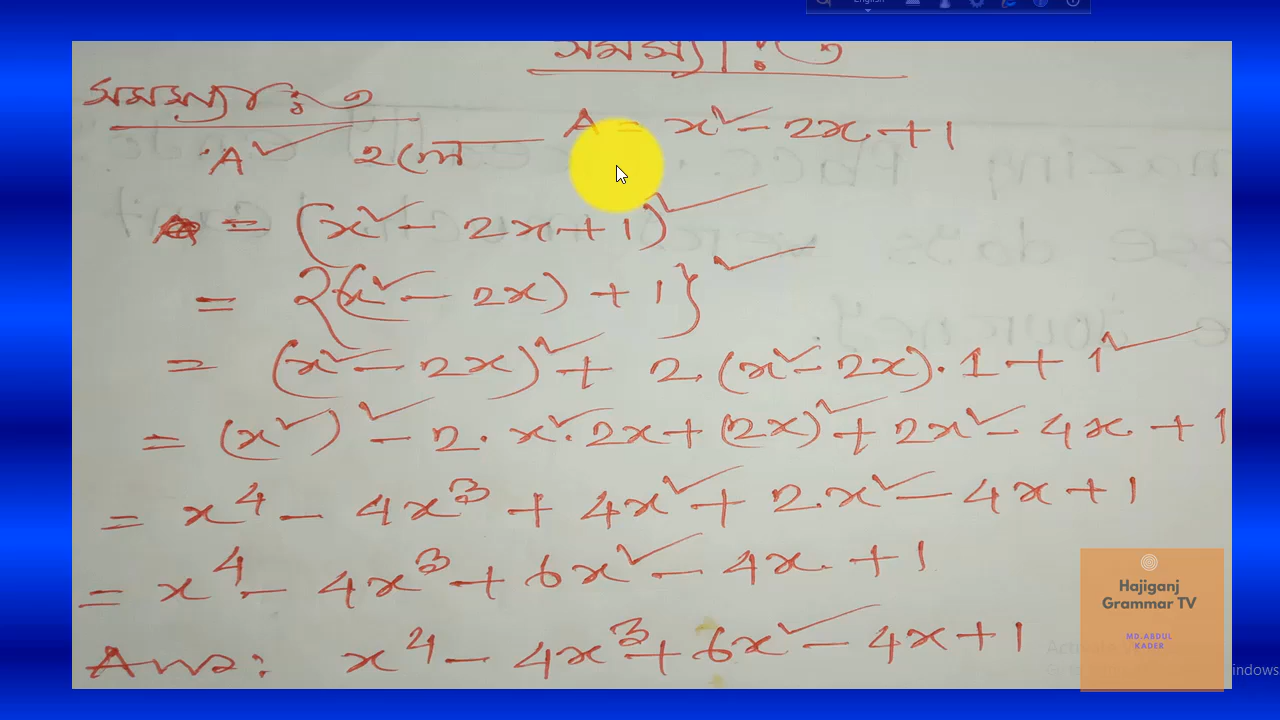 English
সমস্যা : ৩
সমস্যা : ৩
A = x² - 2x + 1
A² হলে
= (x² - 2x + 1)²
= {(x² - 2x) + 1}²
= (x² - 2x)² + 2.(x² - 2x).1 + 1²
= (x²)² - 2.x².2x + (2x)² + 2x² - 4x + 1
= x⁴ - 4x³ + 4x² + 2.x² - 4x + 1
= x⁴ - 4x³ + 6x² - 4x + 1
Ans: x⁴ - 4x³ + 6x² - 4x + 1
Hajiganj
Grammar TV
MD.ABDUL
KADER